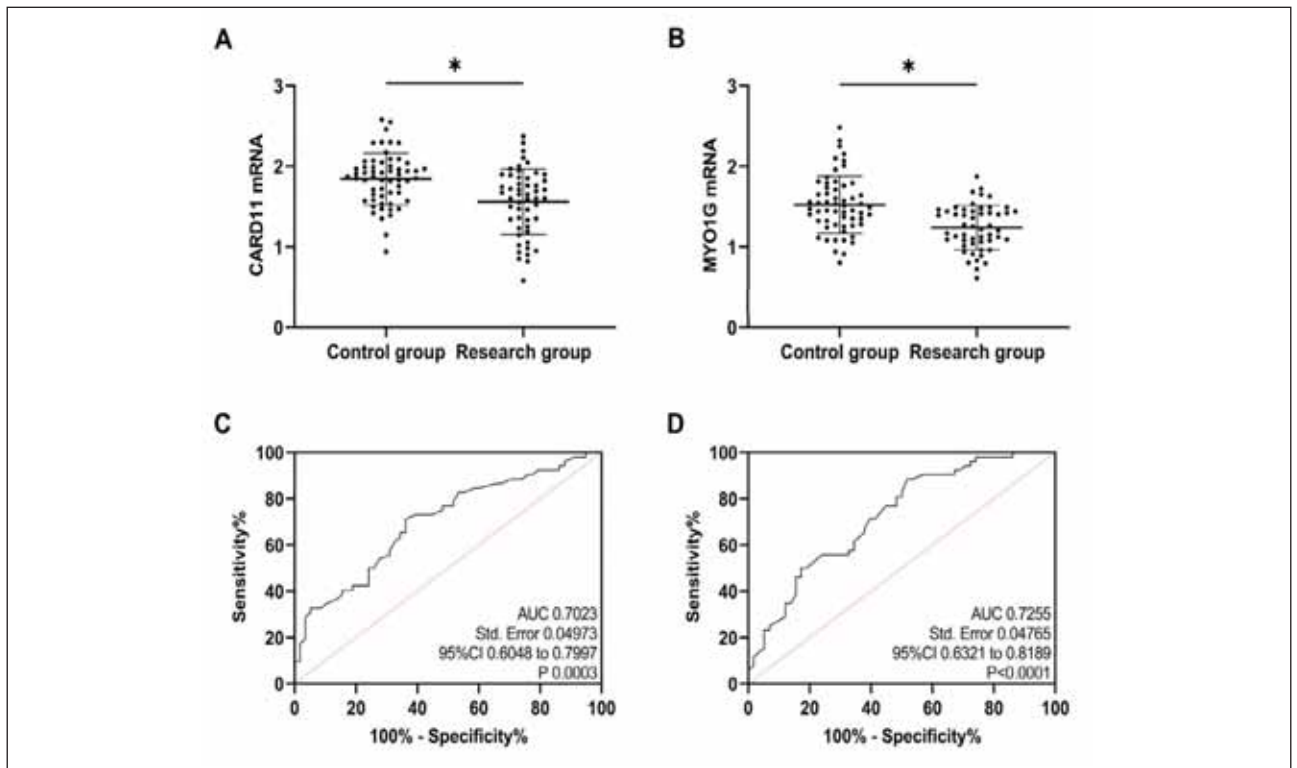 A
B
*
*
3
2
1
0
CARD11 mRNA
Control group Research group
3
2
1
0
MYO1G mRNA
Control group Research group
C
D
100
80
60
40
20
0
Sensitivity%
AUC 0.7023
Std. Error 0.04973
95%CI 0.6048 to 0.7997
P 0.0003
0 20 40 60 80 100
100% - Specificity%
100
80
60
40
20
0
Sensitivity%
AUC 0.7255
Std. Error 0.04765
95%CI 0.6321 to 0.8189
P<0.0001
0 20 40 60 80 100
100% - Specificity%